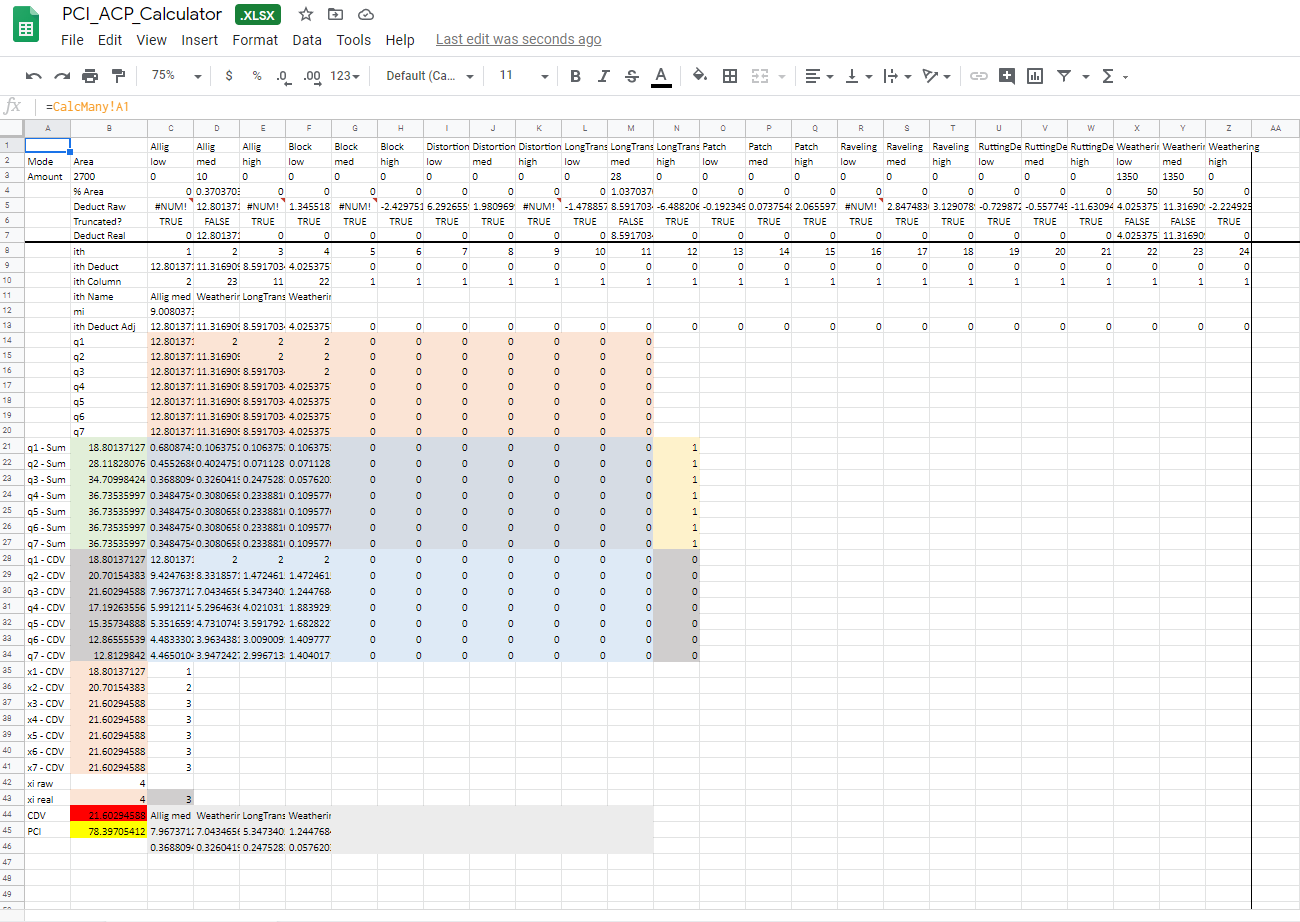 PCI_ACP_Calculator .XLSX
File Edit View Insert Format Data Tools Help Last edit was seconds ago
75% $ % .0 .00 123 Default (Ca... 11 B I S A
fx =CalcMany!A1
A B C D E F G H I J K L M N O P Q R S T U V W X Y Z AA
1 Allig Allig Allig Block Block Block Distortion Distortion Distortion LongTrans LongTrans LongTrans Patch Patch Patch Raveling Raveling Raveling RuttingDe RuttingDe RuttingDe Weatherin Weatherin Weathering
2 Mode Area low med high low med high low med high low med high low med high low med high low med high low med high
3 Amount 2700 0 10 0 0 0 0 0 0 0 0 28 0 0 0 0 0 0 0 0 0 0 1350 1350 0
4 % Area 0 0.370370 0 0 0 0 0 0 0 0 1.037037 0 0 0 0 0 0 0 0 0 0 50 50 0
5 Deduct Raw #NUM! 12.80137 #NUM! 1.345518 #NUM! -2.429751 6.292655 1.980969 #NUM! -1.478857 8.591703 -6.488206 -0.192345 0.0737548 2.065597 #NUM! 2.847483 3.129078 -0.729872 -0.557745 -11.63094 4.025375 11.31690 -2.224925
6 Truncated? TRUE FALSE TRUE TRUE TRUE TRUE TRUE TRUE TRUE TRUE FALSE TRUE TRUE TRUE TRUE TRUE TRUE TRUE TRUE TRUE TRUE FALSE FALSE TRUE
7 Deduct Real 0 12.80137 0 0 0 0 0 0 0 0 8.591703 0 0 0 0 0 0 0 0 0 0 4.025375 11.31690 0
8 ith 1 2 3 4 5 6 7 8 9 10 11 12 13 14 15 16 17 18 19 20 21 22 23 24
9 ith Deduct 12.80137 11.31690 8.591703 4.025375 0 0 0 0 0 0 0 0 0 0 0 0 0 0 0 0 0 0 0 0
10 ith Column 2 23 11 22 1 1 1 1 1 1 1 1 1 1 1 1 1 1 1 1 1 1 1 1
11 ith Name Allig med Weatherin LongTrans Weatherin
12 mi 9.008037
13 ith Deduct Adj 12.80137 11.31690 8.591703 4.025375 0 0 0 0 0 0 0 0 0 0 0 0 0 0 0 0 0 0 0 0
14 q1 12.80137 2 2 2 0 0 0 0 0 0 0
15 q2 12.80137 11.31690 2 2 0 0 0 0 0 0 0
16 q3 12.80137 11.31690 8.591703 2 0 0 0 0 0 0 0
17 q4 12.80137 11.31690 8.591703 4.025375 0 0 0 0 0 0 0
18 q5 12.80137 11.31690 8.591703 4.025375 0 0 0 0 0 0 0
19 q6 12.80137 11.31690 8.591703 4.025375 0 0 0 0 0 0 0
20 q7 12.80137 11.31690 8.591703 4.025375 0 0 0 0 0 0 0
21 q1 - Sum 18.80137127 0.680874 0.106375 0.106375 0.106375 0 0 0 0 0 0 0 1
22 q2 - Sum 28.11828076 0.455268 0.402475 0.071128 0.071128 0 0 0 0 0 0 0 1
23 q3 - Sum 34.70998424 0.368809 0.326041 0.247528 0.057620 0 0 0 0 0 0 0 1
24 q4 - Sum 36.73535997 0.348475 0.308065 0.233881 0.109577 0 0 0 0 0 0 0 1
25 q5 - Sum 36.73535997 0.348475 0.308065 0.233881 0.109577 0 0 0 0 0 0 0 1
26 q6 - Sum 36.73535997 0.348475 0.308065 0.233881 0.109577 0 0 0 0 0 0 0 1
27 q7 - Sum 36.73535997 0.348475 0.308065 0.233881 0.109577 0 0 0 0 0 0 0 1
28 q1 - CDV 18.80137127 12.80137 2 2 2 0 0 0 0 0 0 0 0
29 q2 - CDV 20.70154383 9.424763 8.331857 1.472461 1.472461 0 0 0 0 0 0 0 0
30 q3 - CDV 21.60294588 7.967371 7.043465 5.347340 1.244768 0 0 0 0 0 0 0 0
31 q4 - CDV 17.19263556 5.991211 5.296463 4.021031 1.883929 0 0 0 0 0 0 0 0
32 q5 - CDV 15.35734888 5.351659 4.731074 3.591792 1.682822 0 0 0 0 0 0 0 0
33 q6 - CDV 12.86555539 4.483330 3.963438 3.009009 1.409777 0 0 0 0 0 0 0 0
34 q7 - CDV 12.8129842 4.465010 3.947242 2.996713 1.404017 0 0 0 0 0 0 0 0
35 x1 - CDV 18.80137127 1
36 x2 - CDV 20.70154383 2
37 x3 - CDV 21.60294588 3
38 x4 - CDV 21.60294588 3
39 x5 - CDV 21.60294588 3
40 x6 - CDV 21.60294588 3
41 x7 - CDV 21.60294588 3
42 xi raw 4
43 xi real 4 3
44 CDV 21.60294588 Allig med Weatherin LongTrans Weatherin
45 PCI 78.39705412 7.967371 7.043465 5.347340 1.244768
46 0.368809 0.326041 0.247528 0.057620
47
48
49